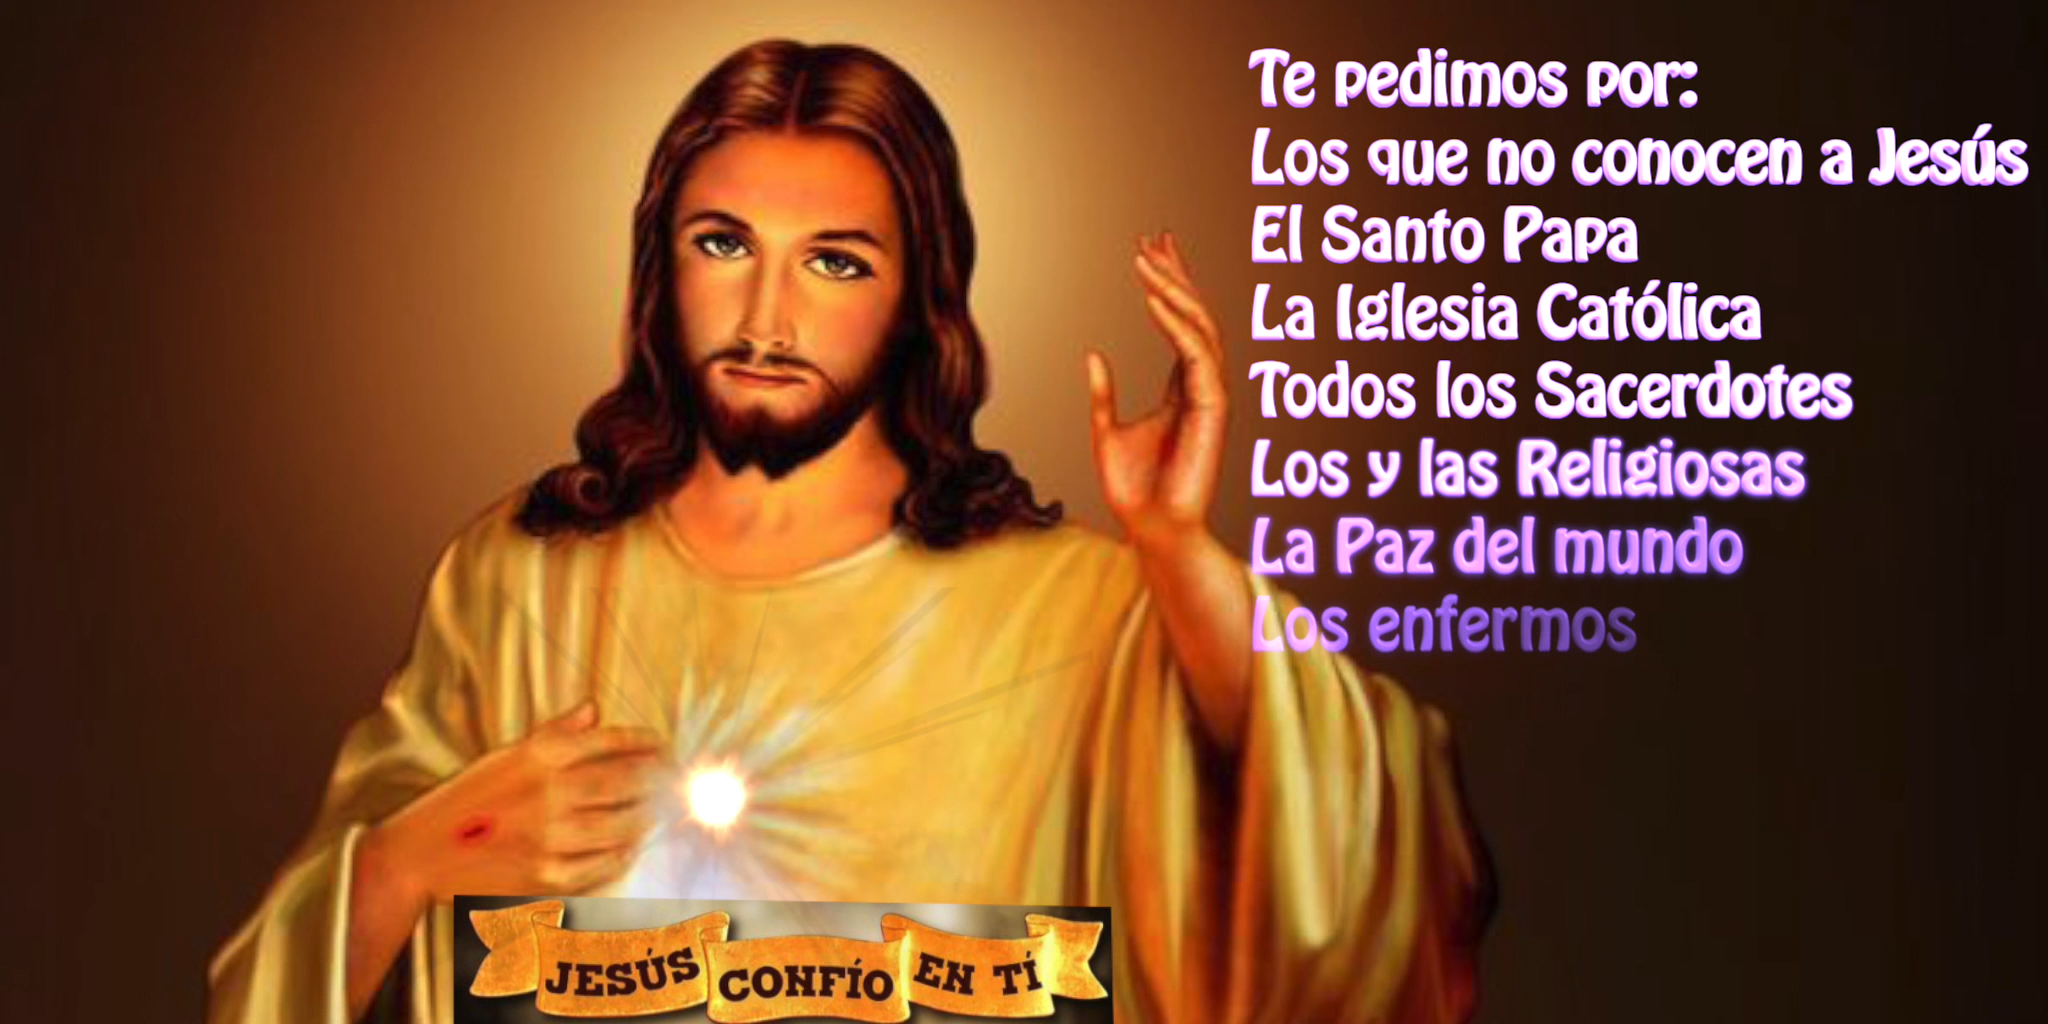 Te pedimos por:
Los que no conocen a Jesús
El Santo Papa
La Iglesia Católica
Todos los Sacerdotes
Los y las Religiosas
La Paz del mundo
Los enfermos
JESÚS CONFÍO EN TÍ